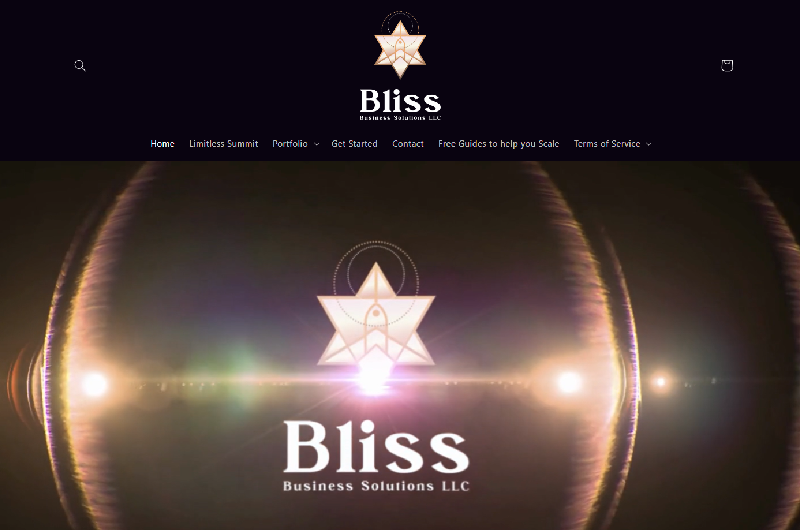 Bliss
Business Solutions LLC
Home Limitless Summit Portfolio Get Started Contact Free Guides to help you Scale Terms of Service
Bliss
Business Solutions LLC